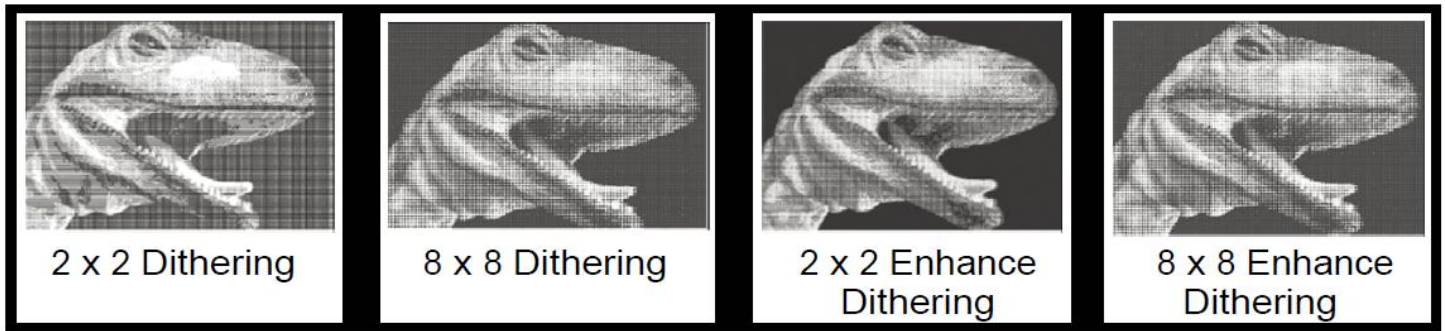 2 x 2 Dithering
8 x 8 Dithering
2 x 2 Enhance
Dithering
8 x 8 Enhance
Dithering